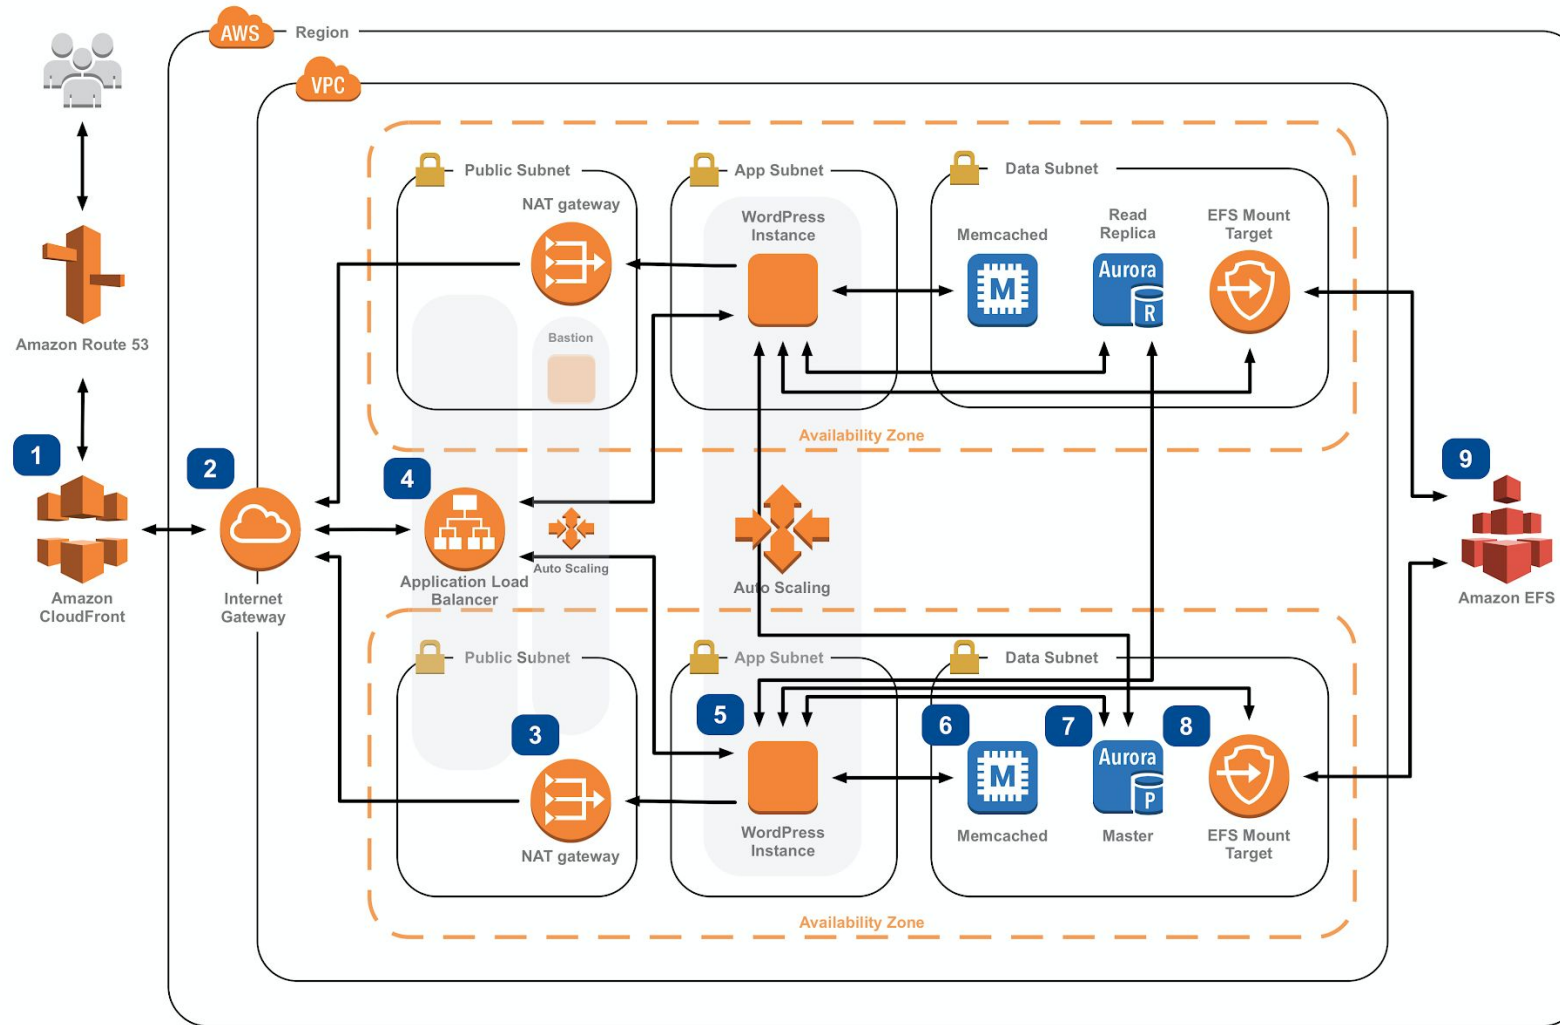 AWS
Region
VPC
Public Subnet
App Subnet
Data Subnet
NAT gateway
WordPress
Instance
Memcached
Read
Replica
EFS Mount
Target
M
Aurora
R
Bastion
Amazon Route 53
Availability Zone
1
2
4
9
Amazon
CloudFront
Internet
Gateway
Application Load
Balancer
Auto Scaling
Auto Scaling
Amazon EFS
Public Subnet
App Subnet
Data Subnet
3
5
6
7
8
M
Aurora
P
NAT gateway
WordPress
Instance
Memcached
Master
EFS Mount
Target
Availability Zone